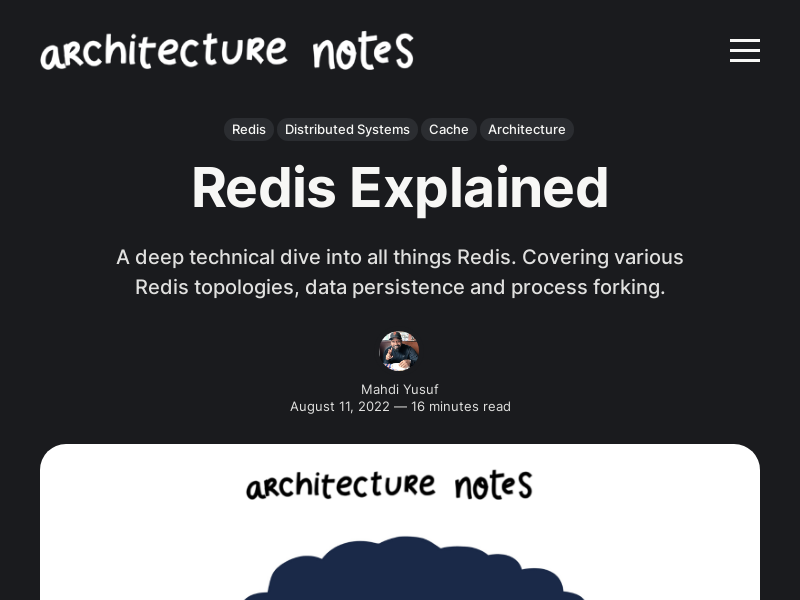 architecture notes
Redis Distributed Systems Cache Architecture
Redis Explained
A deep technical dive into all things Redis. Covering various
Redis topologies, data persistence and process forking.
Mahdi Yusuf
August 11, 2022 — 16 minutes read
architecture notes